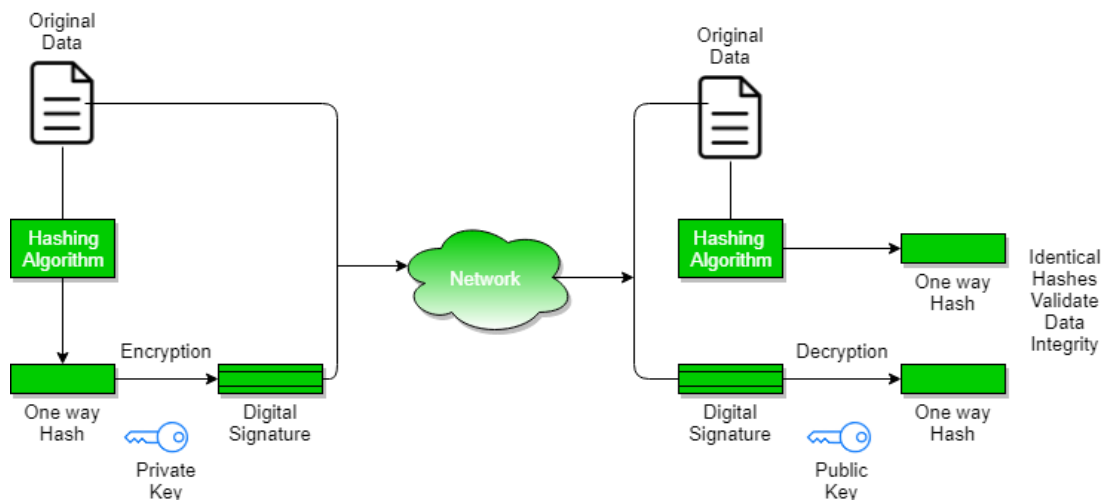 Original
Data
Hashing
Algorithm
One way
Hash
Encryption
Private
Key
Digital
Signature
Network
Original
Data
Hashing
Algorithm
One way
Hash
Identical
Hashes
Validate
Data
Integrity
Digital
Signature
Decryption
Public
Key
One way
Hash